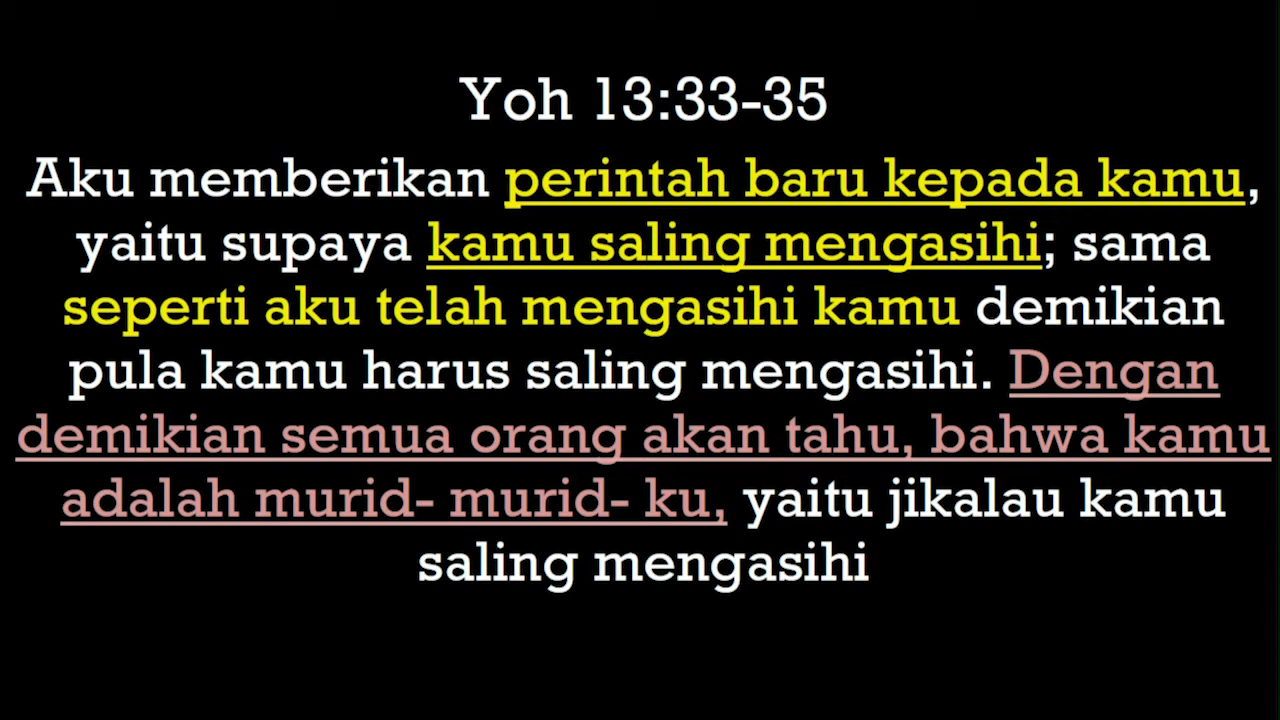 Yoh 13:33-35
Aku memberikan perintah baru kepada kamu,
yaitu supaya kamu saling mengasihi; sama
seperti aku telah mengasihi kamu demikian
pula kamu harus saling mengasihi. Dengan
demikian semua orang akan tahu, bahwa kamu
adalah murid- murid- ku, yaitu jikalau kamu
saling mengasihi